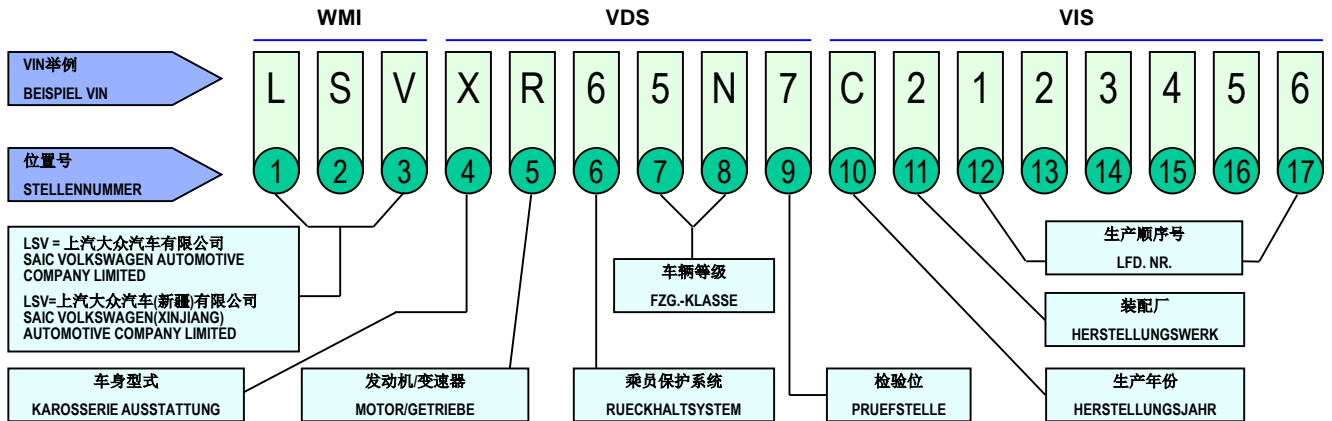 WMI VDS VIS
VIN举例
BEISPIEL VIN
L S V X R 6 5 N 7 C 2 1 2 3 4 5 6
位置号
STELLENNUMMER
1 2 3 4 5 6 7 8 9 10 11 12 13 14 15 16 17
LSV = 上汽大众汽车有限公司
SAIC VOLKSWAGEN AUTOMOTIVE
COMPANY LIMITED
LSV=上汽大众汽车(新疆)有限公司
SAIC VOLKSWAGEN(XINJIANG)
AUTOMOTIVE COMPANY LIMITED
车辆等级
FZG.-KLASSE
生产顺序号
LFD. NR.
装配厂
HERSTELLUNGSWERK
车身型式
KAROSSERIE AUSSTATTUNG
发动机/变速器
MOTOR/GETRIEBE
乘员保护系统
RUECKHALTSYSTEM
检验位
PRUEFSTELLE
生产年份
HERSTELLUNGSJAHR